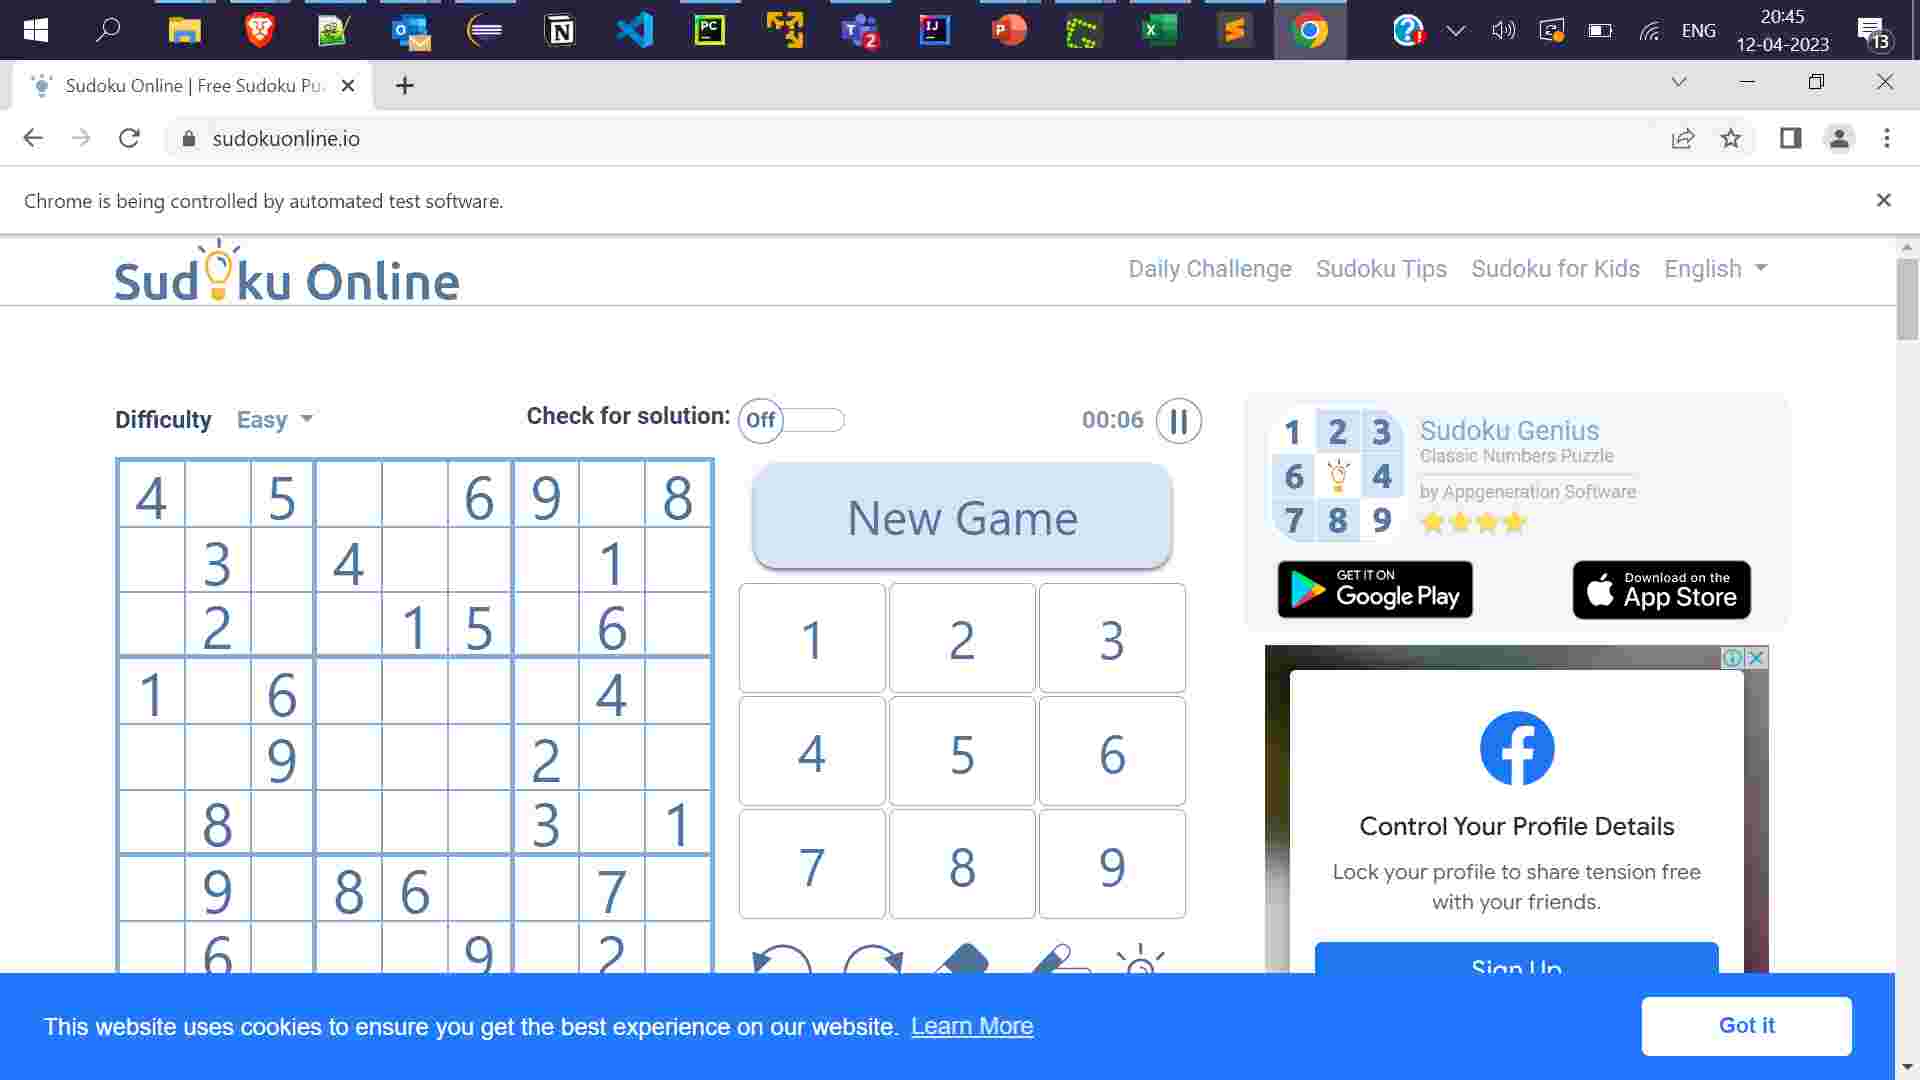 20:45
ENG
12-04-2023
13
2
Sudoku Online | Free Sudoku Pu
sudokuonline.io
Chrome is being controlled by automated test software.
Sudoku Online
Daily Challenge Sudoku Tips Sudoku for Kids English
Difficulty Easy
Check for solution: Off
00:06
4 5 6 9 8
3 4 1
2 1 5 6
1 6 4
9 2
8 3 1
9 8 6 7
6 9 2
New Game
1 2 3
4 5 6
7 8 9
1 2 3
6 4
7 8 9
Sudoku Genius
Classic Numbers Puzzle
by Appgeneration Software
GET IT ON
Google Play
Download on the
App Store
Control Your Profile Details
Lock your profile to share tension free
with your friends.
Sign Up
This website uses cookies to ensure you get the best experience on our website. Learn More
Got it